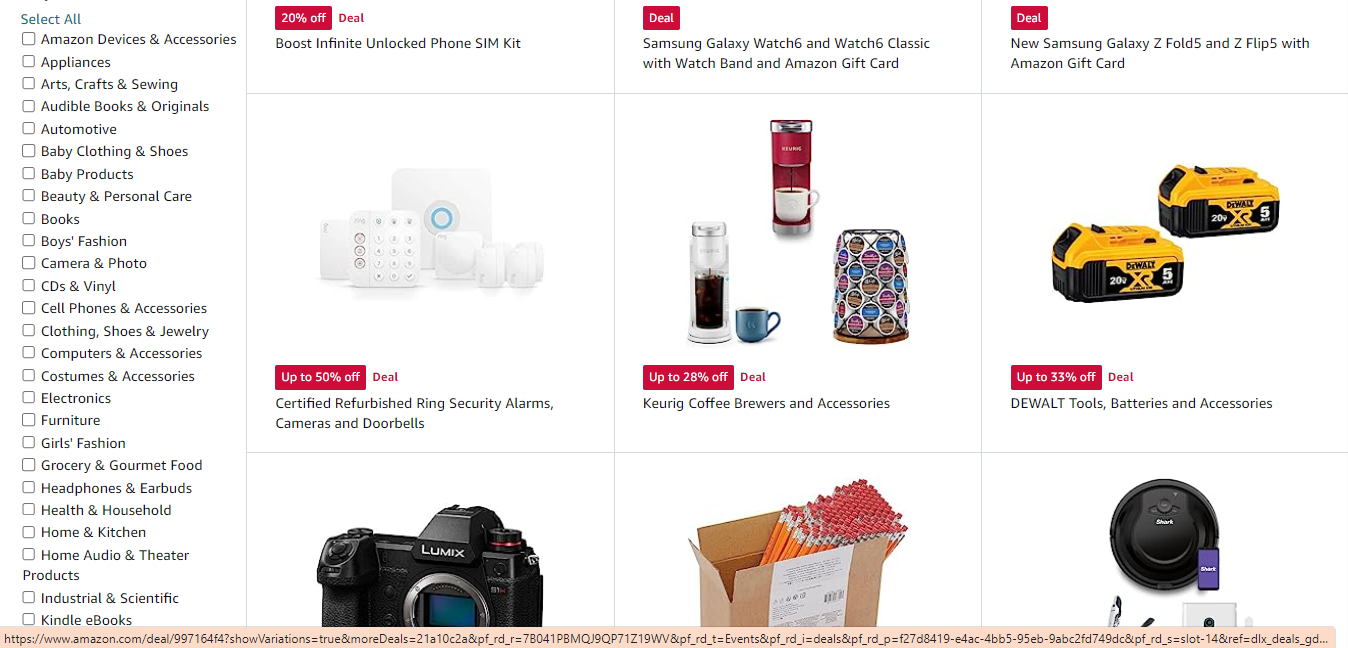 Select All
Amazon Devices & Accessories
Appliances
Arts, Crafts & Sewing
Audible Books & Originals
Automotive
Baby Clothing & Shoes
Baby Products
Beauty & Personal Care
Books
Boys' Fashion
Camera & Photo
CDs & Vinyl
Cell Phones & Accessories
Clothing, Shoes & Jewelry
Computers & Accessories
Costumes & Accessories
Electronics
Furniture
Girls' Fashion
Grocery & Gourmet Food
Headphones & Earbuds
Health & Household
Home & Kitchen
Home Audio & Theater
Products
Industrial & Scientific
Kindle eBooks
20% off Deal
Boost Infinite Unlocked Phone SIM Kit
Deal
Samsung Galaxy Watch6 and Watch6 Classic
with Watch Band and Amazon Gift Card
Deal
New Samsung Galaxy Z Fold5 and Z Flip5 with
Amazon Gift Card
ring
Up to 50% off Deal
Certified Refurbished Ring Security Alarms,
Cameras and Doorbells
KEURIG
Up to 28% off Deal
Keurig Coffee Brewers and Accessories
DEWALT
20V XR 5
DEWALT
20V XR 5
Up to 33% off Deal
DEWALT Tools, Batteries and Accessories
LUMIX
Shark
Shark
https://www.amazon.com/deal/997164f4?showVariations=true&moreDeals=21a10c2a&pf_rd_r=7B041PBMQJ9QP71Z19WV&pf_rd_t=Events&pf_rd_i=deals&pf_rd_p=f27d8419-e4ac-4bb5-95eb-9abc2fd749dc&pf_rd_s=slot-14&ref=dlx_deals_gd...